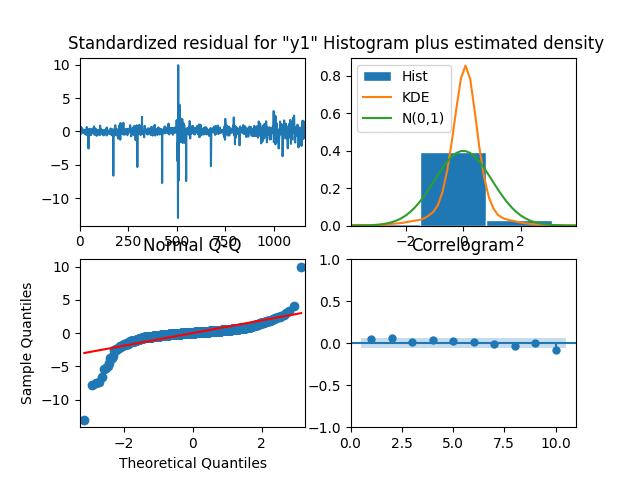 Standardized residual for "y1"
10
5
0
−5
−10
0 250 500 750 1000
Histogram plus estimated density
Hist
KDE
N(0,1)
0.8
0.6
0.4
0.2
0.0
−2 0 2
Normal Q-Q
Sample Quantiles
10
5
0
−5
−10
−2 0 2
Theoretical Quantiles
Correlogram
1.0
0.5
0.0
−0.5
−1.0
0.0 2.5 5.0 7.5 10.0